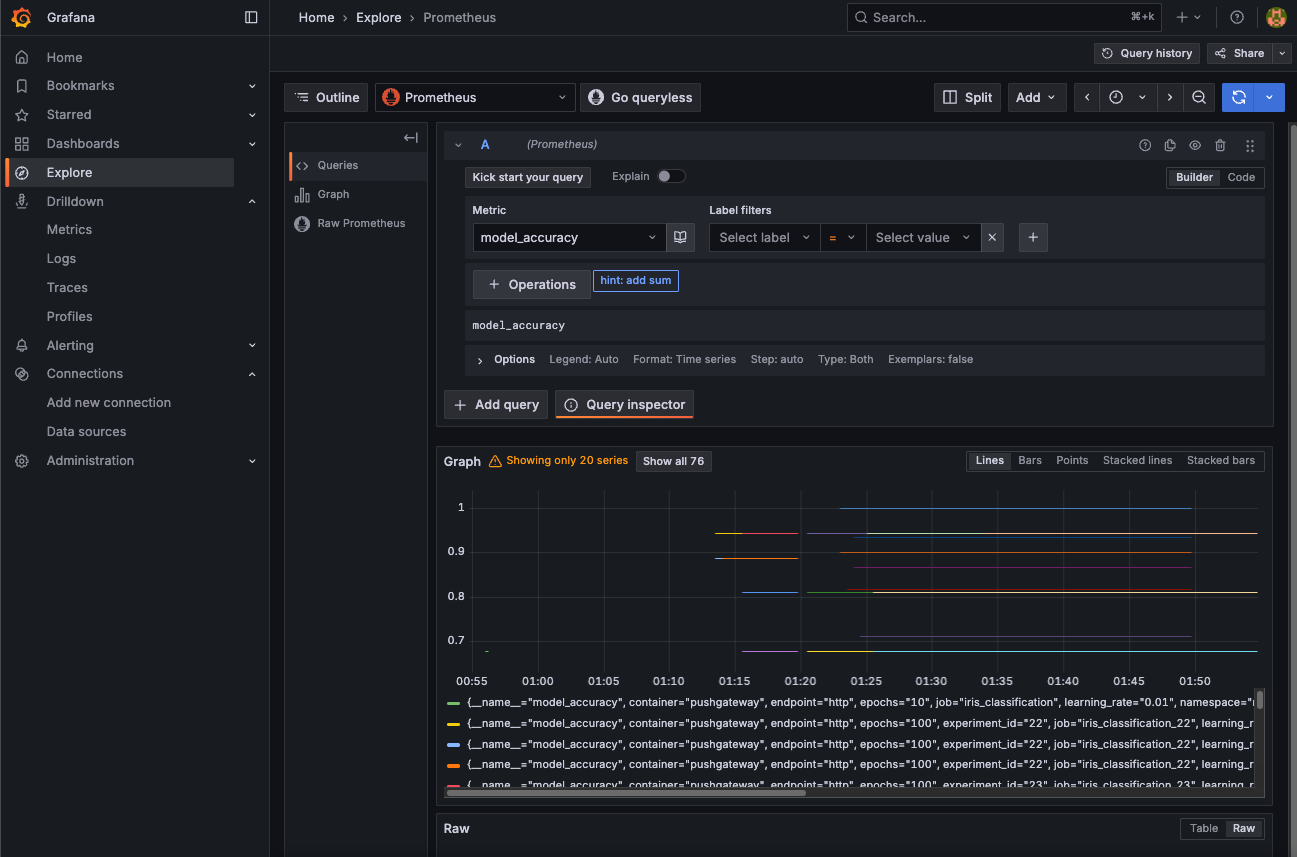 Grafana
Home › Explore › Prometheus
Search... ⌘+k
Query history Share
Home
Bookmarks
Starred
Dashboards
Explore
Drilldown
Metrics
Logs
Traces
Profiles
Alerting
Connections
Add new connection
Data sources
Administration
Outline Prometheus Go queryless Split Add
Queries
Graph
Raw Prometheus
A (Prometheus)
Kick start your query Explain Builder Code
Metric Label filters
model_accuracy Select label = Select value
+ Operations hint: add sum
model_accuracy
Options Legend: Auto Format: Time series Step: auto Type: Both Exemplars: false
+ Add query Query inspector
Graph Showing only 20 series Show all 76 Lines Bars Points Stacked lines Stacked bars
1
0.9
0.8
0.7
00:55 01:00 01:05 01:10 01:15 01:20 01:25 01:30 01:35 01:40 01:45 01:50
{__name__="model_accuracy", container="pushgateway", endpoint="http", epochs="10", job="iris_classification", learning_rate="0.01", namespace="
{__name__="model_accuracy", container="pushgateway", endpoint="http", epochs="100", experiment_id="22", job="iris_classification_22", learning_r
{__name__="model_accuracy", container="pushgateway", endpoint="http", epochs="100", experiment_id="22", job="iris_classification_22", learning_r
{__name__="model_accuracy", container="pushgateway", endpoint="http", epochs="100", experiment_id="22", job="iris_classification_22", learning_r
{__name__="model_accuracy", container="pushgateway", endpoint="http", epochs="100", experiment_id="23", job="iris_classification_23", learning_r
Raw Table Raw